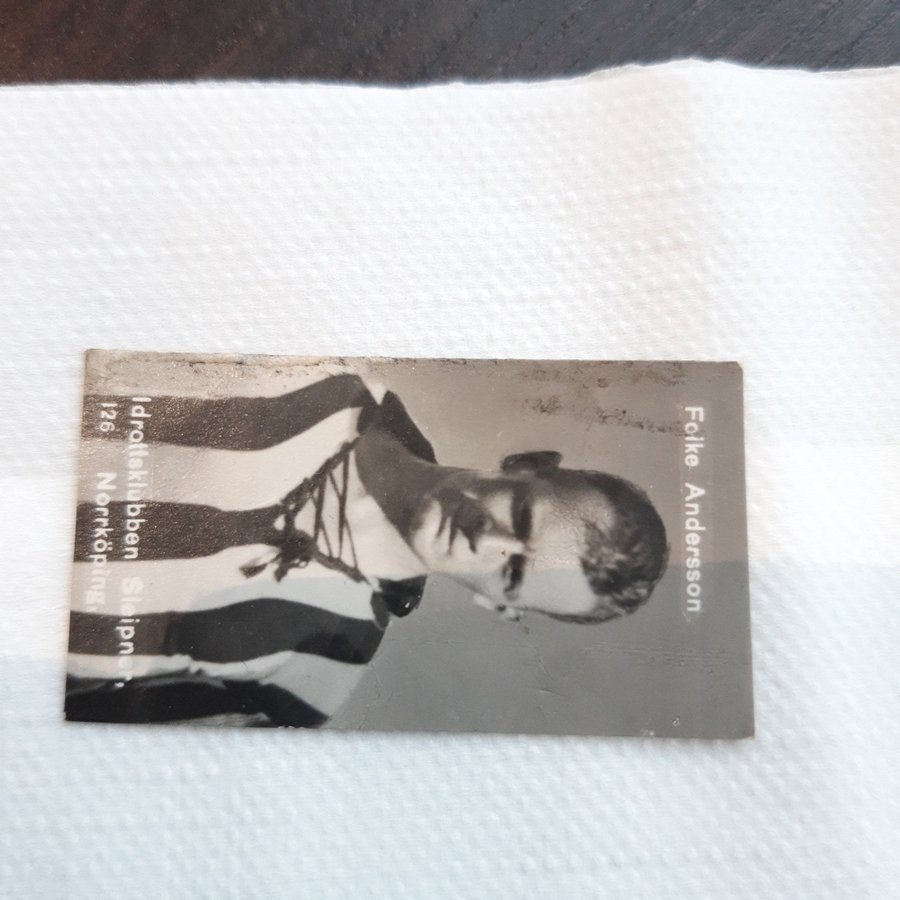 Folke Andersson
Idrottsklubben Sleipner,
126 Norrköping.